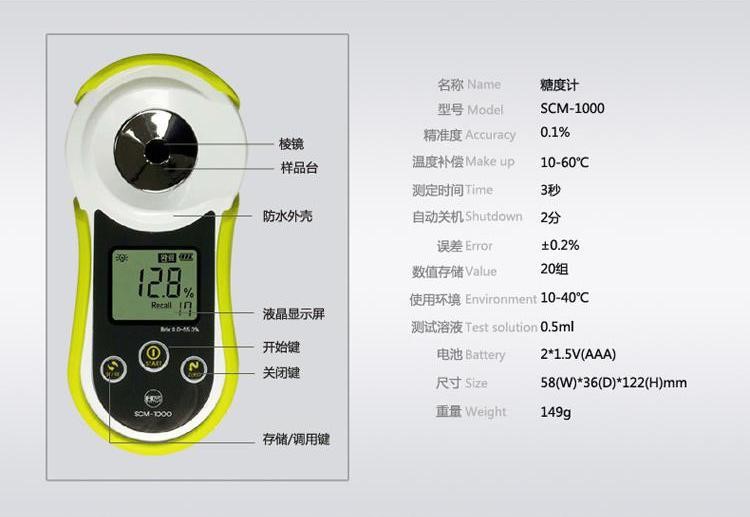 棱镜
样品台
防水外壳
12.8%
Recall 17
液晶显示屏
START
开始键
ZERO
关闭键
SCM-1000
存储/调用键
名称 Name 糖度计
型号 Model SCM-1000
精准度 Accuracy 0.1%
温度补偿 Make up 10-60℃
测定时间 Time 3秒
自动关机 Shutdown 2分
误差 Error ±0.2%
数值存储 Value 20组
使用环境 Environment 10-40℃
测试溶液 Test solution 0.5ml
电池 Battery 2*1.5V(AAA)
尺寸 Size 58(W)*36(D)*122(H)mm
重量 Weight 149g